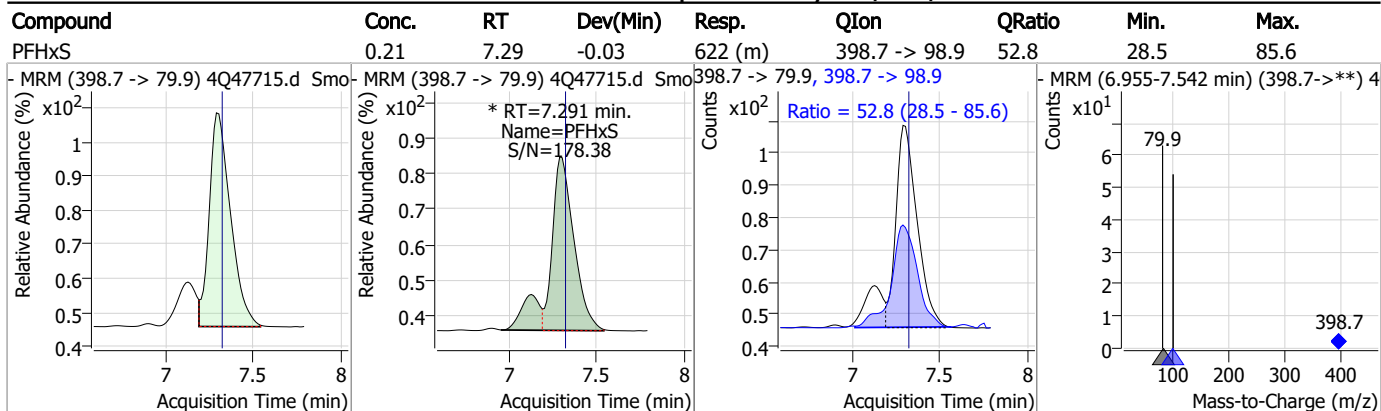 Compound Conc. RT Dev(Min) Resp. QIon QRatio Min. Max.
PFHxS 0.21 7.29 -0.03 622 (m) 398.7 -> 98.9 52.8 28.5 85.6
- MRM (398.7 -> 79.9) 4Q47715.d Smo
Relative Abundance (%)
x10²
1
0.9
0.8
0.7
0.6
0.5
0.4
7 7.5 8
Acquisition Time (min)
- MRM (398.7 -> 79.9) 4Q47715.d Smo
Relative Abundance (%)
x10²
* RT=7.291 min.
Name=PFHxS
S/N=178.38
0.9
0.8
0.7
0.6
0.5
0.4
7 7.5 8
Acquisition Time (min)
398.7 -> 79.9, 398.7 -> 98.9
Counts
x10²
Ratio = 52.8 (28.5 - 85.6)
1
0.9
0.8
0.7
0.6
0.5
0.4
7 7.5 8
Acquisition Time (min)
- MRM (6.955-7.542 min) (398.7->**) 4
Counts
x10¹
79.9
6
5
4
3
2
1
0
398.7
100 200 300 400
Mass-to-Charge (m/z)